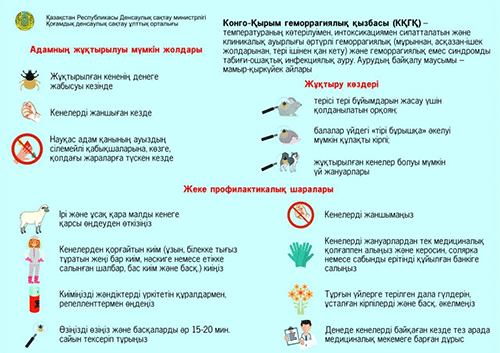 Қазақстан Республикасы Денсаулық сақтау министрлігі
Қоғамдық денсаулық сақтау ұлттық орталығы
Адамның жұқтырылуы мүмкін жолдары
Жұқтырылған кененің денеге
жабысуы кезінде
Кенелерді жаншыған кезде
Науқас адам қанының ауыздың
сілемейлі қабықшаларына, көзге,
қолдағы жараларға түскен кезде
Конго-Қырым геморрагиялық қызбасы (ККГҚ) –
температураның көтерілуімен, интоксикациямен сипатталатын және
клиникалық ауырлығы әртүрлі геморрагиялық (мұрыннан, асқазан-ішек
жолдарынан, тері ішінен қан кету) және геморрагиялық емес синдромды
табиғи-ошақтық инфекциялық ауру. Аурудың байқалу маусымы –
мамыр-қыркүйек айлары
Жұқтыру көздері
терісі тері бұйымдарын жасау үшін
қолданылатын орқоян;
балалар үйдегі «тірі бұрышқа» әкелуі
мүмкін құлақты кірпі;
жұқтырылған кенелер болуы мүмкін
үй жануарлары
Жеке профилактикалық шаралары
Ірі және ұсақ қара малды кенеге
қарсы өңдеуден өткізіңіз
Кенелерден қорғайтын киім (ұзын, білекке тығыз
тұратын жеңі бар киім, нәскиге немесе етікке
салынған шалбар, бас киім және басқ.) киіңіз
Киіміңізді жәндіктерді үркітетін құралдармен,
репелленттермен өңдеңіз
Өзіңізді өзіңіз және басқаларды әр 15-20 мин.
сайын тексеріп тұрыңыз
Кенелерді жаншымаңыз
Кенелерді жануарлардан тек медициналық
қолғаппен алыңыз және керосин, солярка
немесе сабынды ерітінді құйылған банкіге
салыңыз
Тұрғын үйлерге терілген дала гүлдерін,
ұсталған кірпілерді және басқ. әкелмеңіз
Денеде кенелерді байқаған кезде тез арада
медициналық мекемеге барған дұрыс